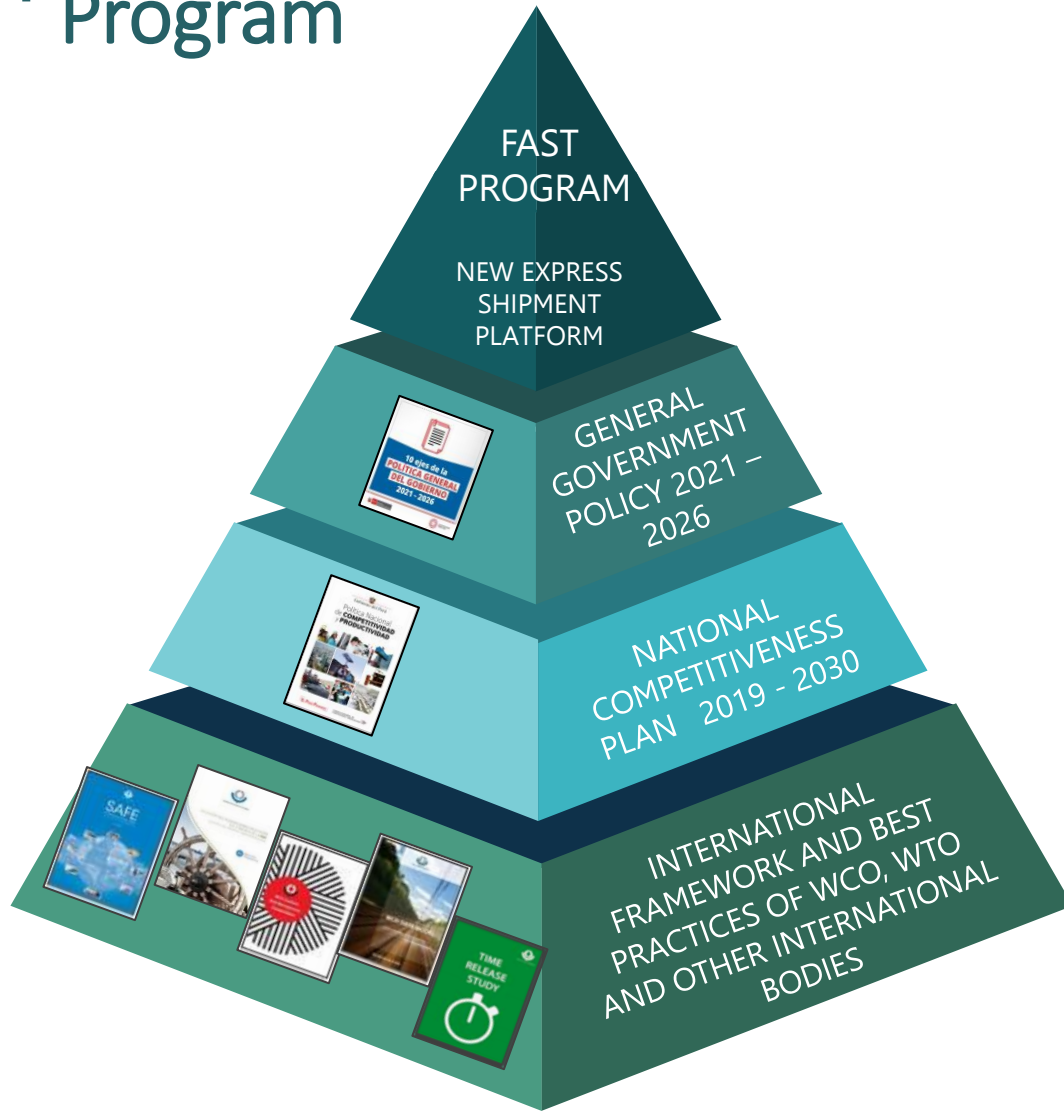 Program
FAST
PROGRAM
NEW EXPRESS
SHIPMENT
PLATFORM
10 ejes de la
POLÍTICA GENERAL
DEL GOBIERNO
2021 - 2026
GENERAL
GOVERNMENT
POLICY 2021 –
2026
Política Nacional
de COMPETITIVIDAD
y PRODUCTIVIDAD
NATIONAL
COMPETITIVENESS
PLAN 2019 - 2030
SAFE
TIME
RELEASE
STUDY
INTERNATIONAL
FRAMEWORK AND BEST
PRACTICES OF WCO, WTO
AND OTHER INTERNATIONAL
BODIES